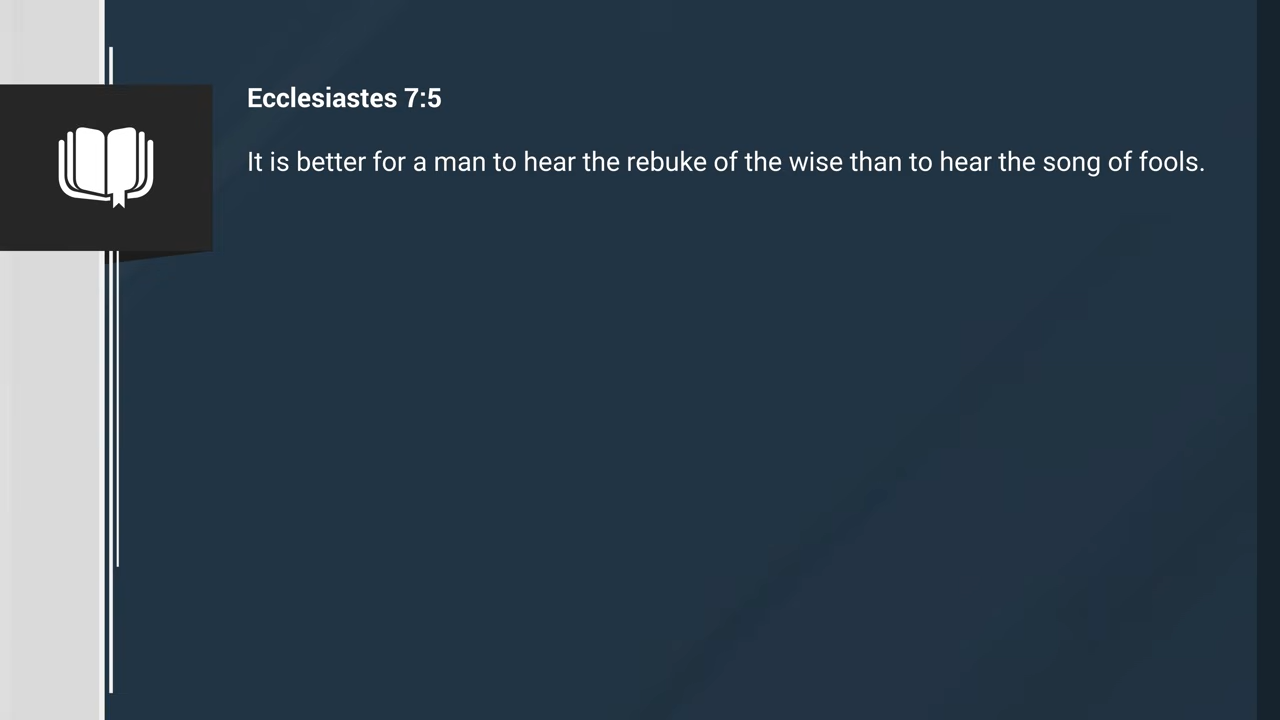 Ecclesiastes 7:5
It is better for a man to hear the rebuke of the wise than to hear the song of fools.